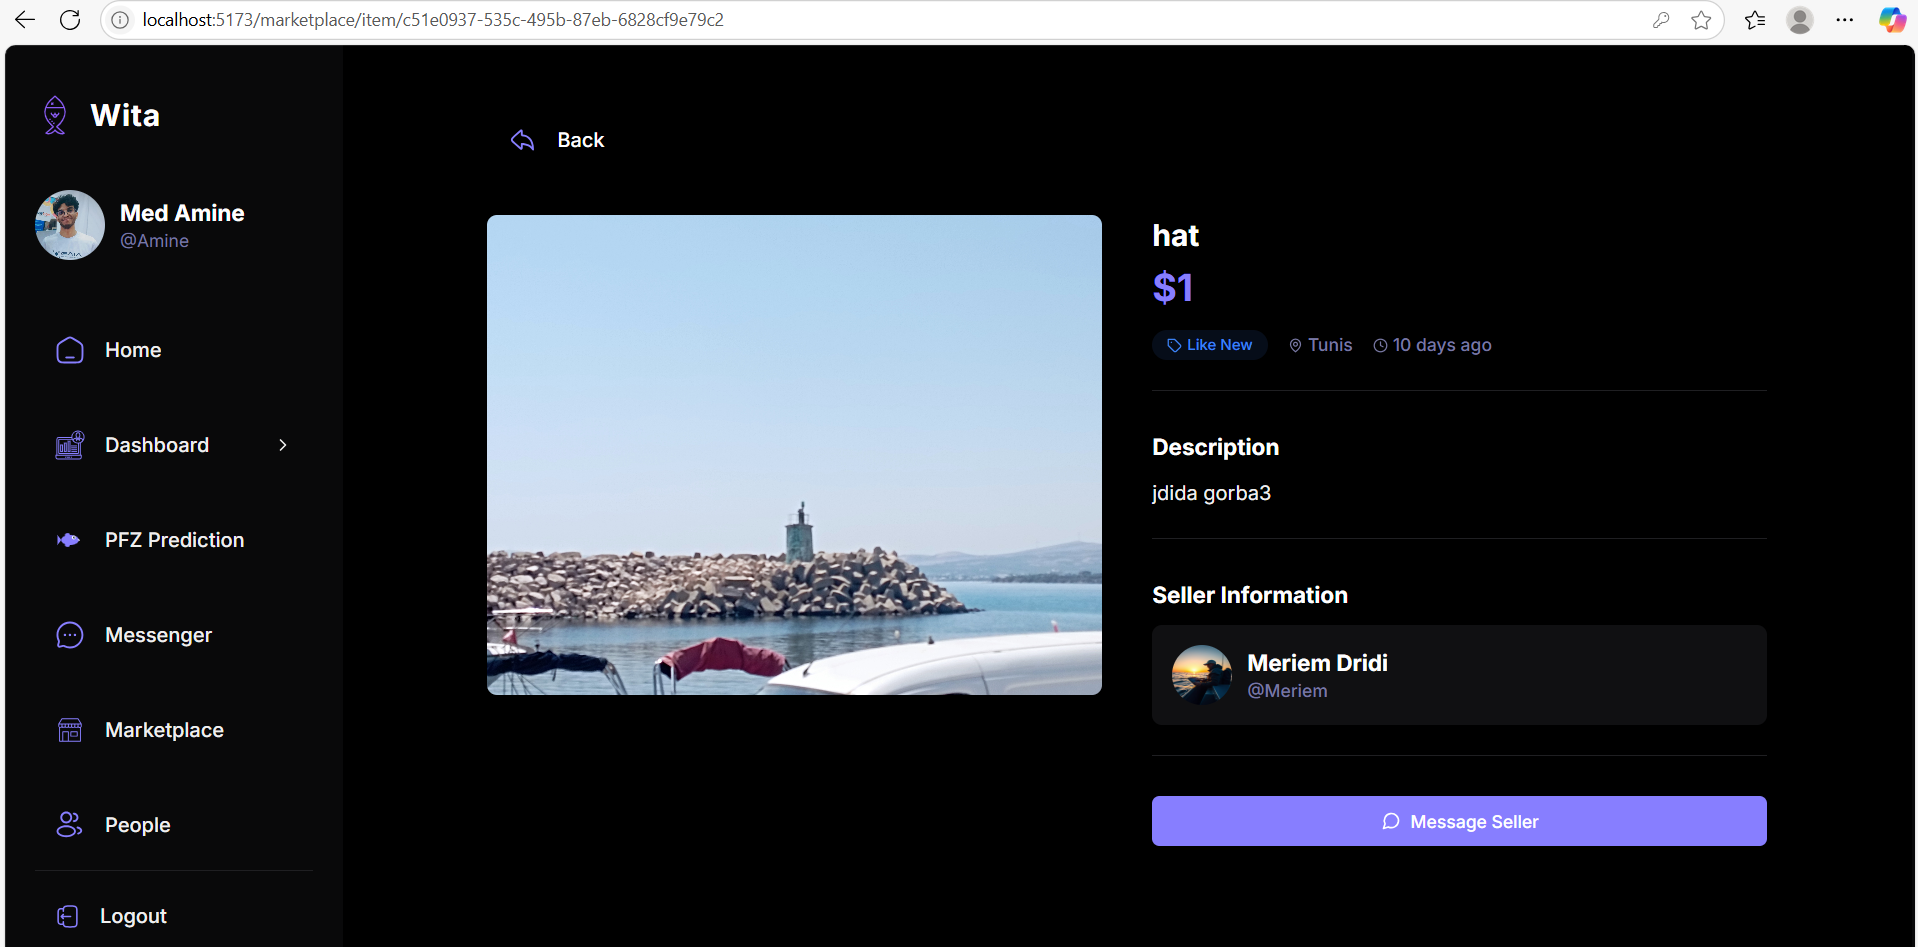 localhost:5173/marketplace/item/c51e0937-535c-495b-87eb-6828cf9e79c2
Wita
Med Amine
@Amine
Home
Dashboard
PFZ Prediction
Messenger
Marketplace
People
Logout
Back
hat
$1
Like New Tunis 10 days ago
Description
jdida gorba3
Seller Information
Meriem Dridi
@Meriem
Message Seller